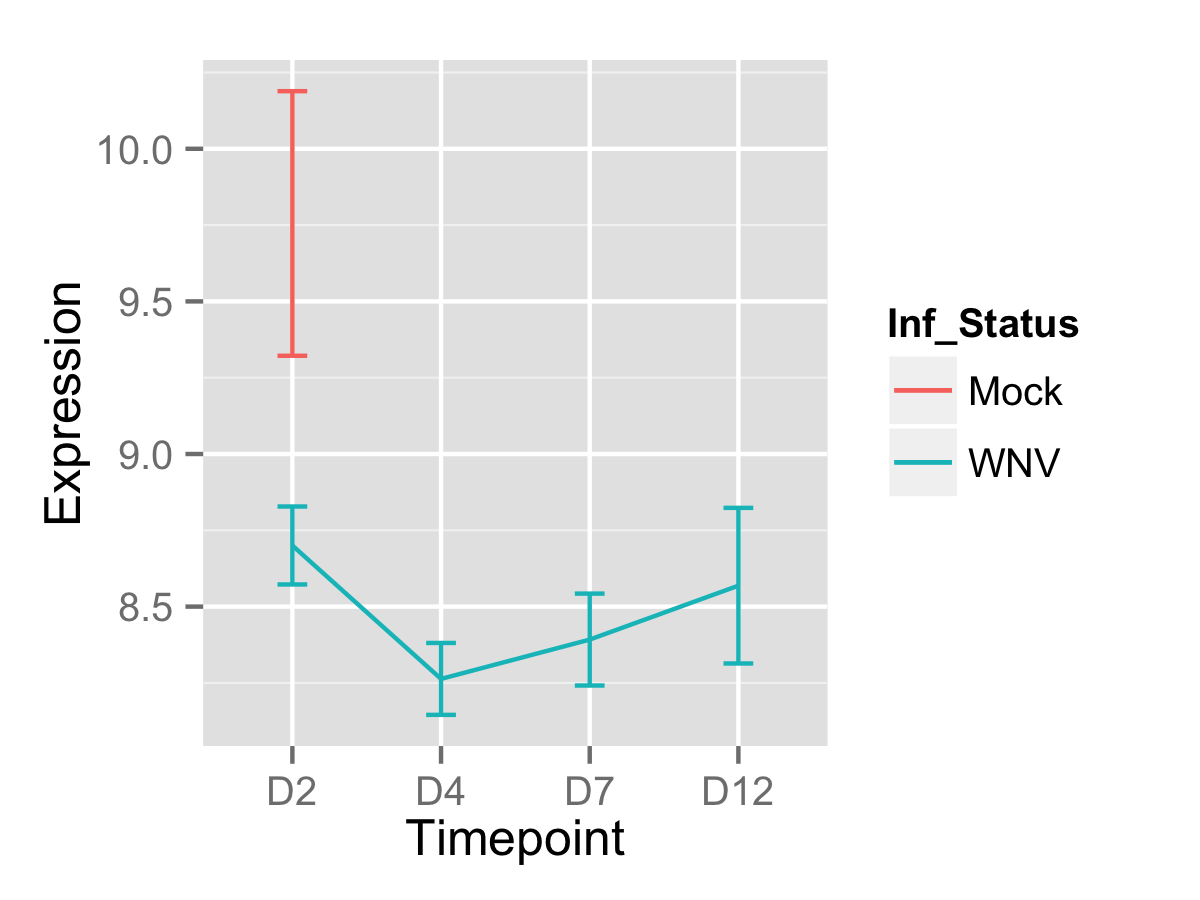 Expression
10.0
9.5
9.0
8.5
D2 D4 D7 D12
Timepoint
Inf_Status
Mock
WNV